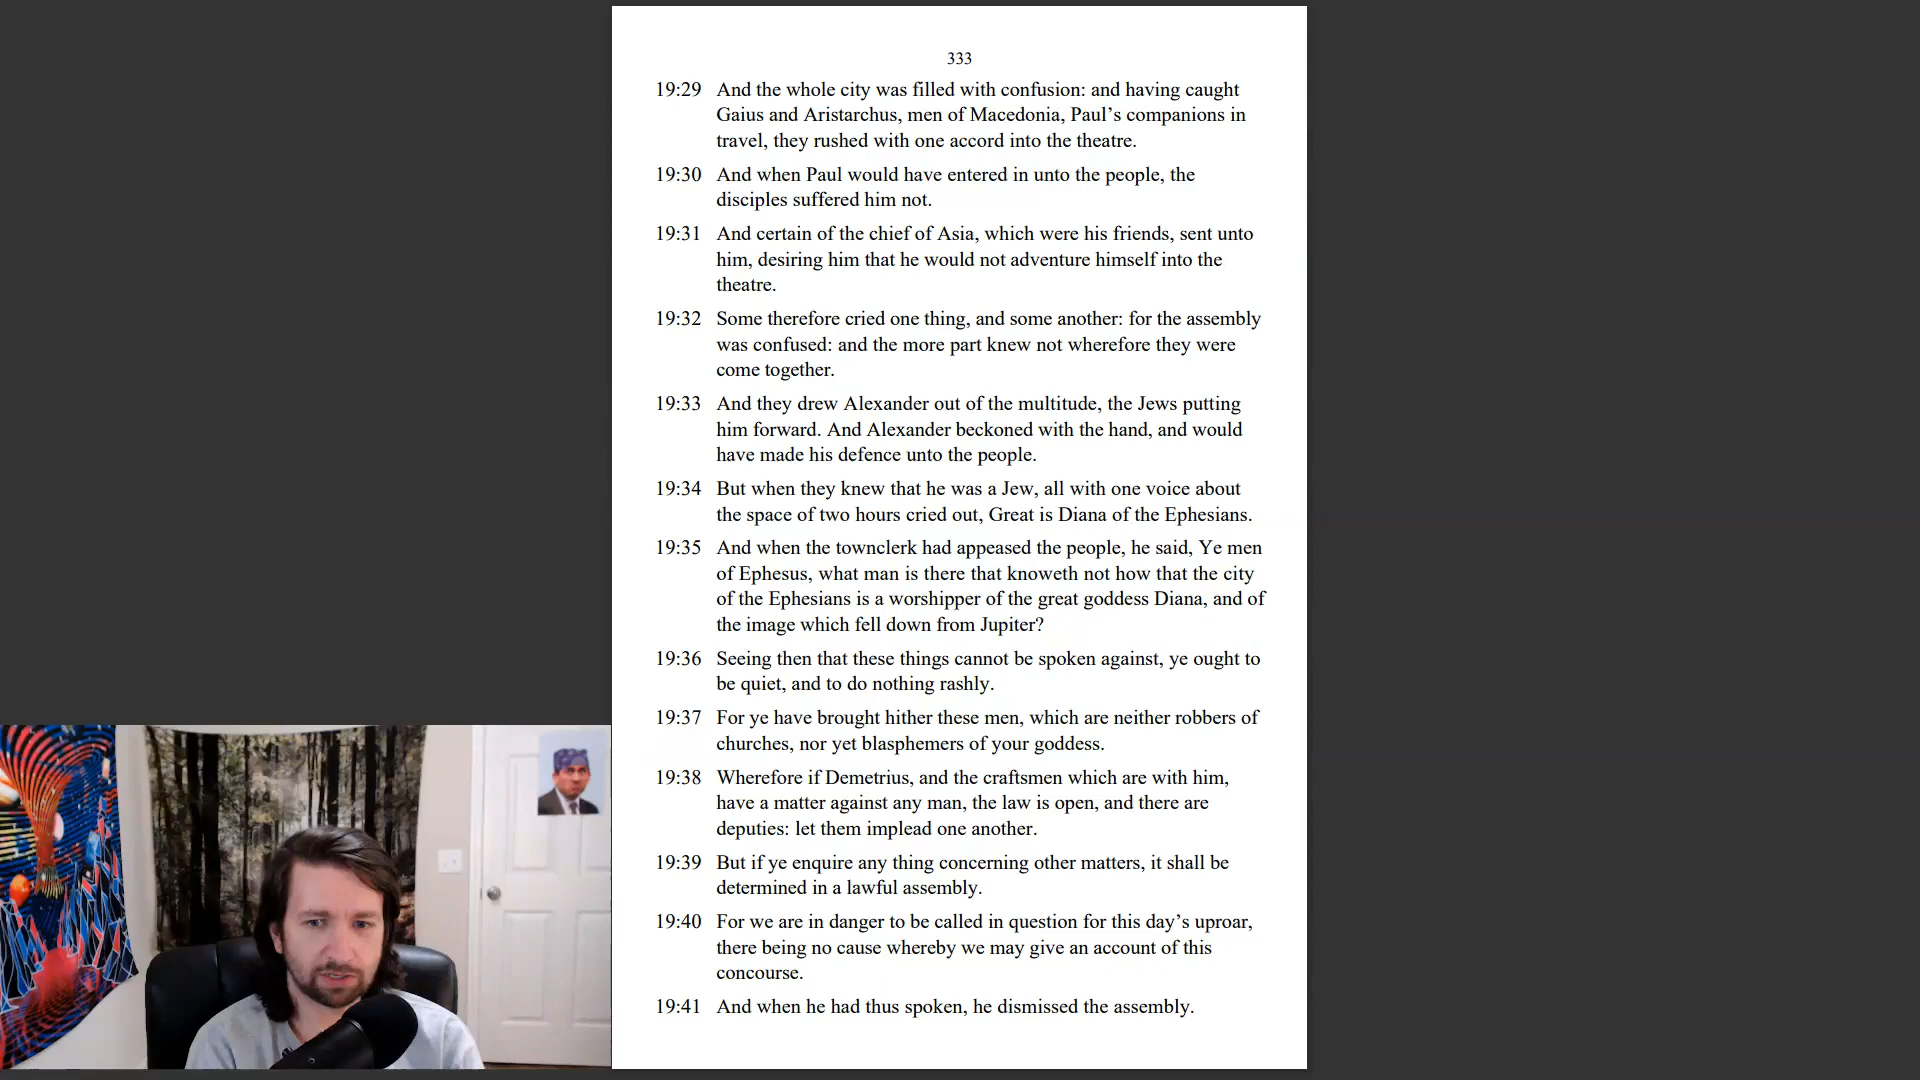 333
19:29 And the whole city was filled with confusion: and having caught
Gaius and Aristarchus, men of Macedonia, Paul’s companions in
travel, they rushed with one accord into the theatre.
19:30 And when Paul would have entered in unto the people, the
disciples suffered him not.
19:31 And certain of the chief of Asia, which were his friends, sent unto
him, desiring him that he would not adventure himself into the
theatre.
19:32 Some therefore cried one thing, and some another: for the assembly
was confused: and the more part knew not wherefore they were
come together.
19:33 And they drew Alexander out of the multitude, the Jews putting
him forward. And Alexander beckoned with the hand, and would
have made his defence unto the people.
19:34 But when they knew that he was a Jew, all with one voice about
the space of two hours cried out, Great is Diana of the Ephesians.
19:35 And when the townclerk had appeased the people, he said, Ye men
of Ephesus, what man is there that knoweth not how that the city
of the Ephesians is a worshipper of the great goddess Diana, and of
the image which fell down from Jupiter?
19:36 Seeing then that these things cannot be spoken against, ye ought to
be quiet, and to do nothing rashly.
19:37 For ye have brought hither these men, which are neither robbers of
churches, nor yet blasphemers of your goddess.
19:38 Wherefore if Demetrius, and the craftsmen which are with him,
have a matter against any man, the law is open, and there are
deputies: let them implead one another.
19:39 But if ye enquire any thing concerning other matters, it shall be
determined in a lawful assembly.
19:40 For we are in danger to be called in question for this day’s uproar,
there being no cause whereby we may give an account of this
concourse.
19:41 And when he had thus spoken, he dismissed the assembly.